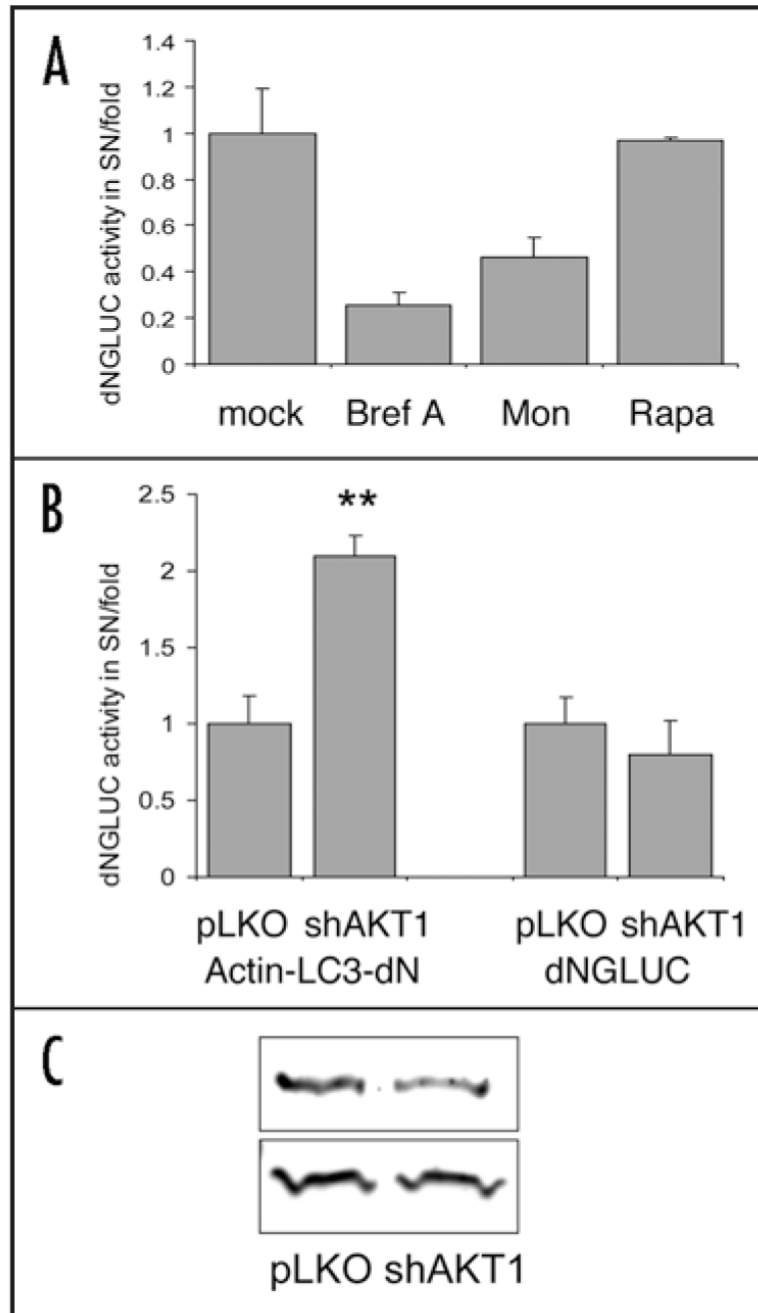 A
dNGLUC activity in SN/fold
1.4
1.2
1
0.8
0.6
0.4
0.2
0
mock Bref A Mon Rapa
B
dNGLUC activity in SN/fold
2.5
2
1.5
1
0.5
0
**
pLKO shAKT1 pLKO shAKT1
Actin-LC3-dN dNGLUC
C
pLKO shAKT1